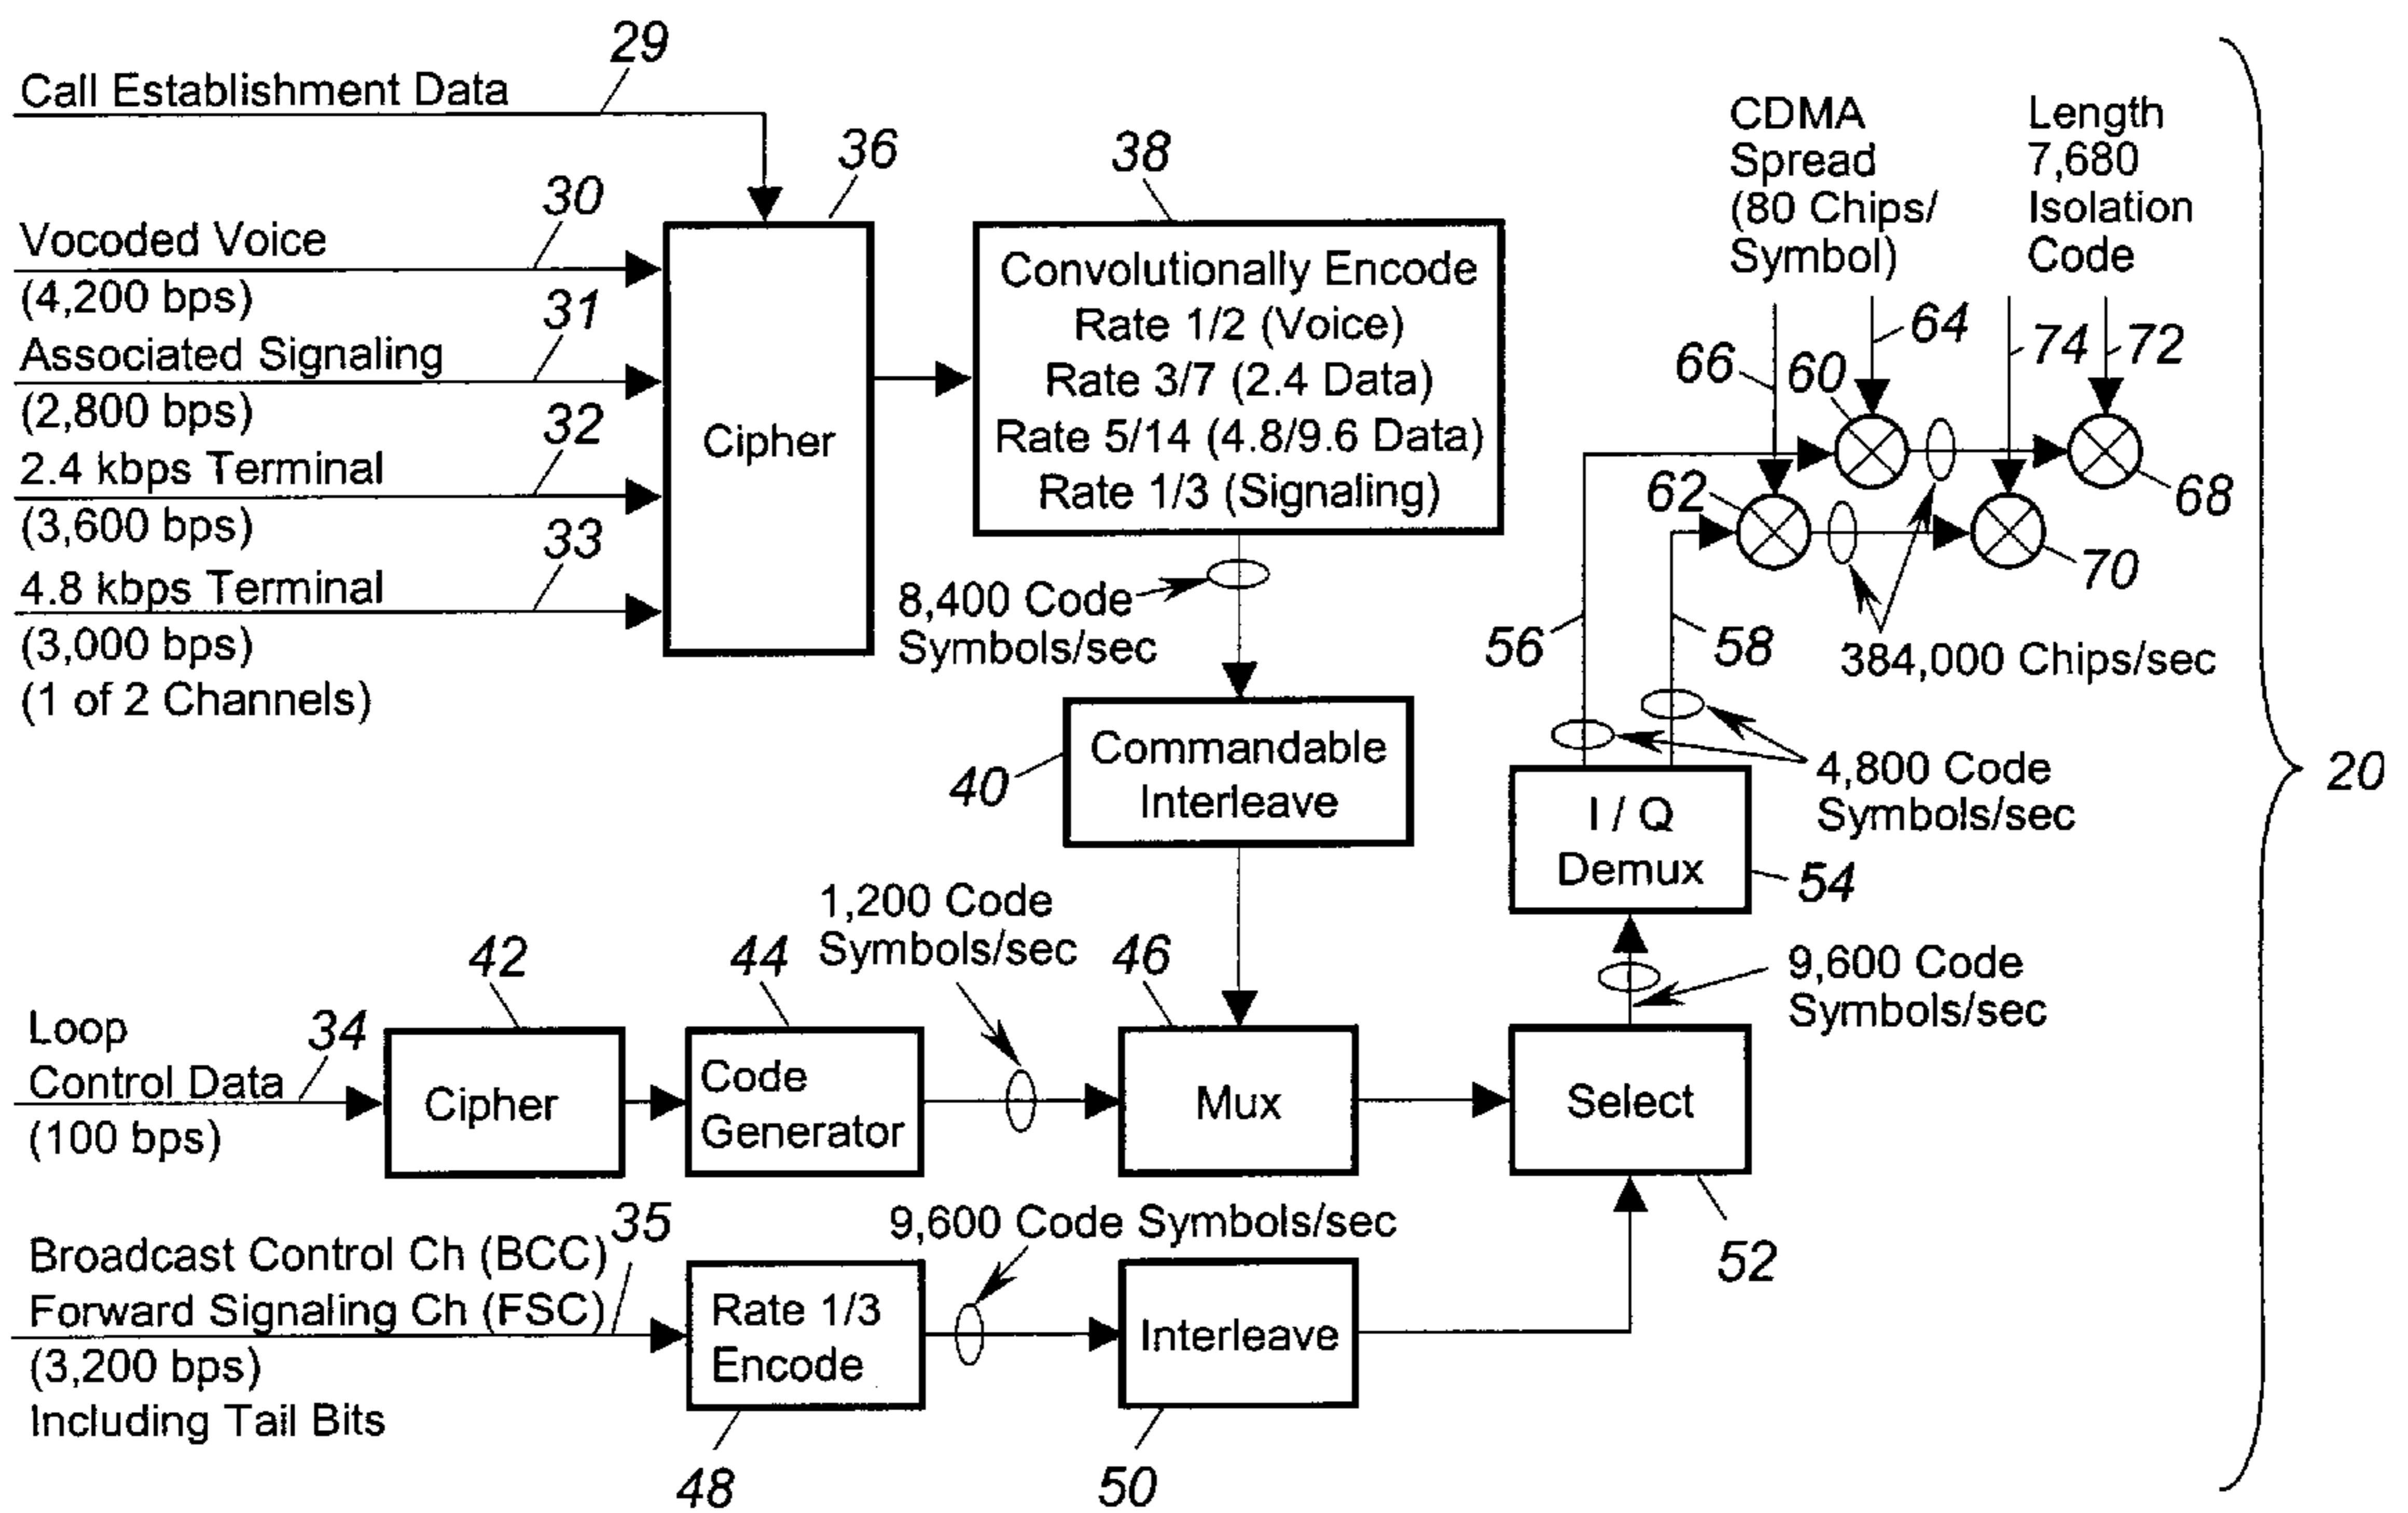 29
Call Establishment Data
36
38
30
Vocoded Voice
(4,200 bps)
31
Associated Signaling
(2,800 bps)
32
2.4 kbps Terminal
(3,600 bps)
33
4.8 kbps Terminal
(3,000 bps)
(1 of 2 Channels)
Cipher
Convolutionally Encode
Rate 1/2 (Voice)
Rate 3/7 (2.4 Data)
Rate 5/14 (4.8/9.6 Data)
Rate 1/3 (Signaling)
8,400 Code
Symbols/sec
40
Commandable
Interleave
CDMA
Spread
(80 Chips/
Symbol)
Length
7,680
Isolation
Code
64
74
72
66
60
62
68
70
56
58
384,000 Chips/sec
4,800 Code
Symbols/sec
20
I / Q
Demux
54
9,600 Code
Symbols/sec
1,200 Code
Symbols/sec
42
44
46
Loop
Control Data
(100 bps)
34
Cipher
Code
Generator
Mux
Select
52
35
Broadcast Control Ch (BCC)
Forward Signaling Ch (FSC)
(3,200 bps)
Including Tail Bits
9,600 Code Symbols/sec
Rate 1/3
Encode
48
Interleave
50